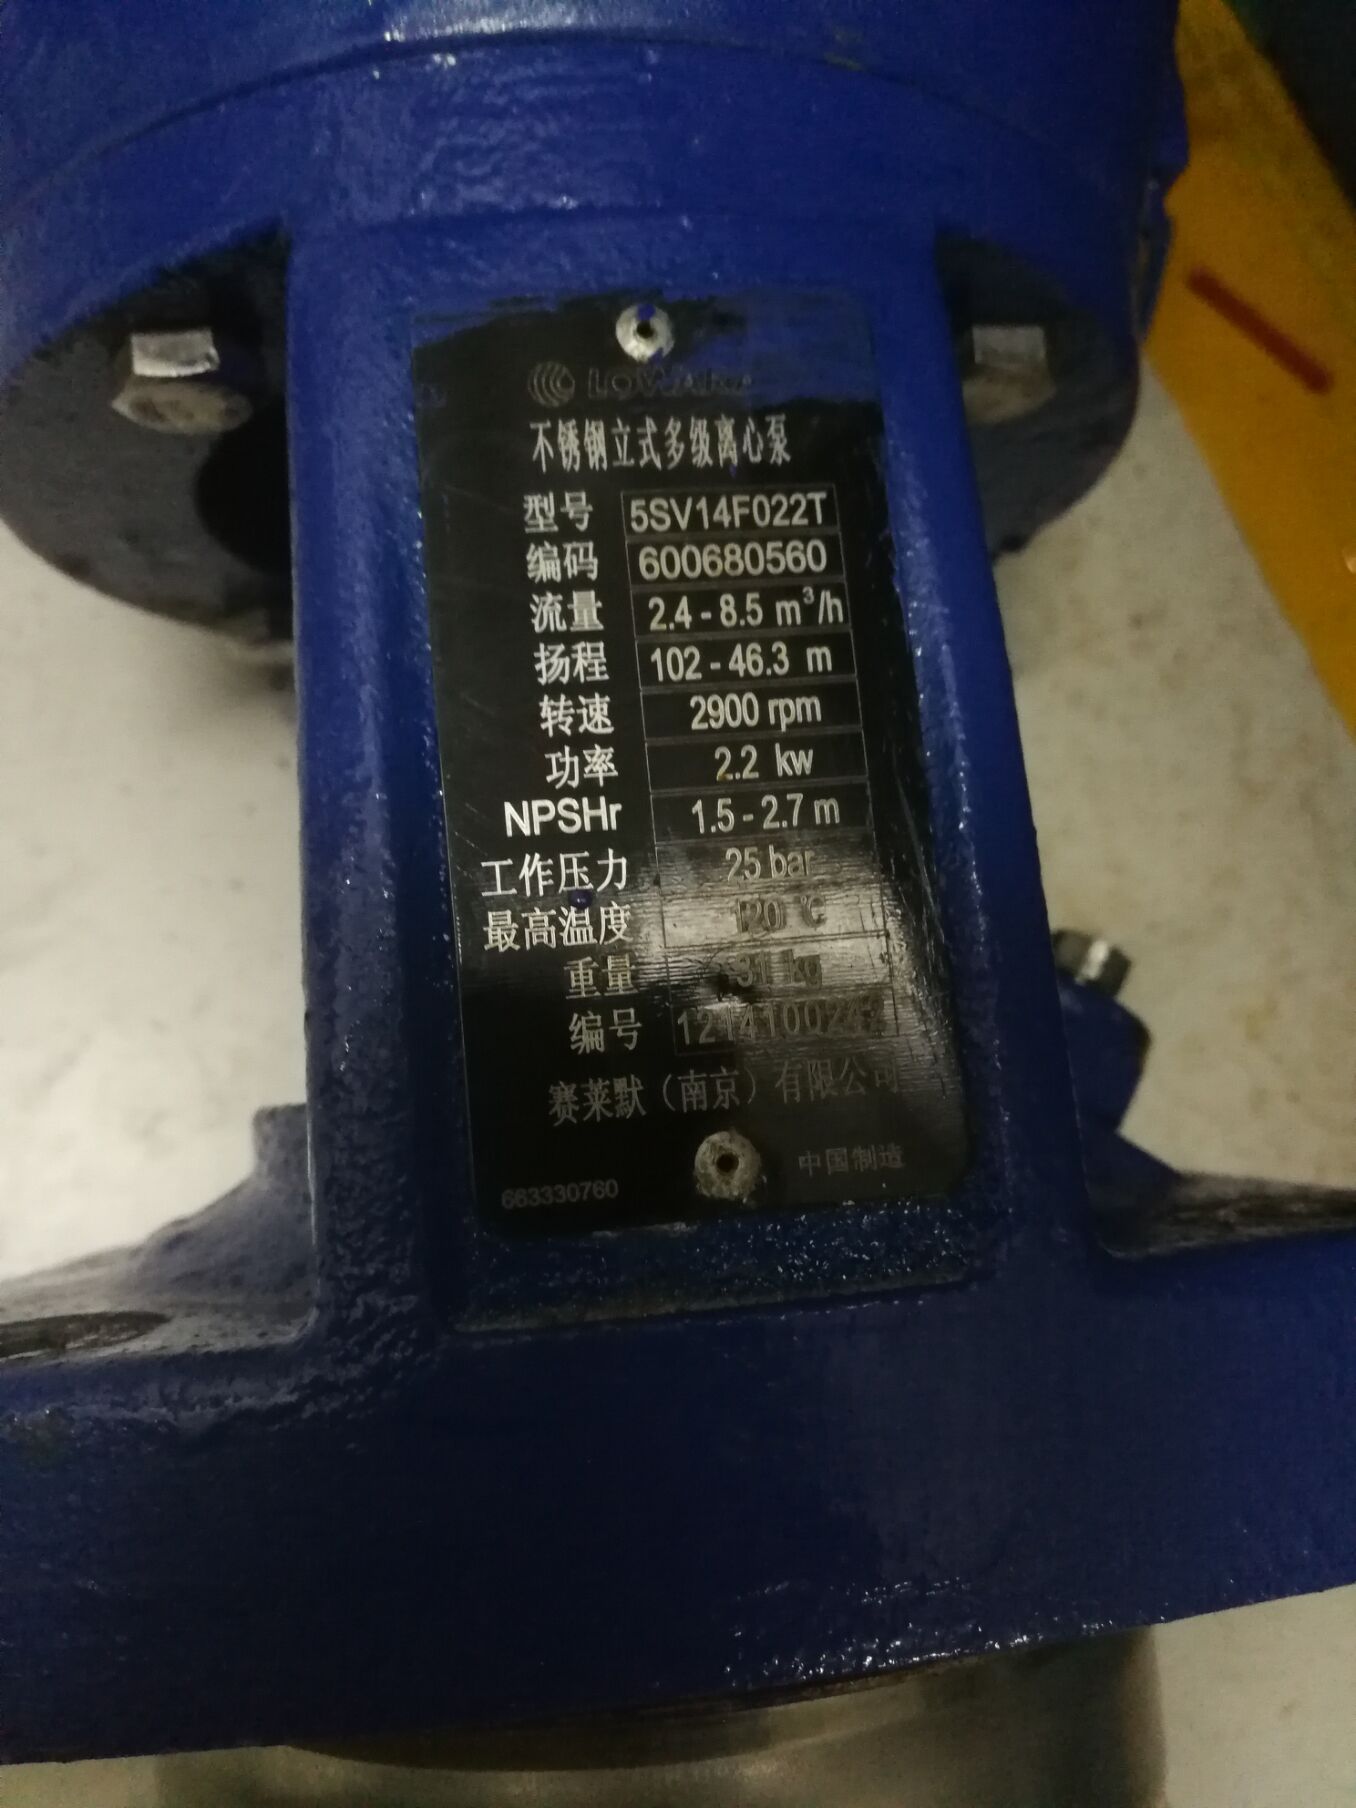 LOWARA
不锈钢立式多级离心泵
型号 5SV14F022T
编码 600680560
流量 2.4-8.5 m³/h
扬程 102-46.3 m
转速 2900 rpm
功率 2.2 kw
NPSHr 1.5-2.7 m
工作压力 25 bar
最高温度 120 ℃
重量 31 kg
编号
赛莱默（南京）有限公司
中国制造
663330760